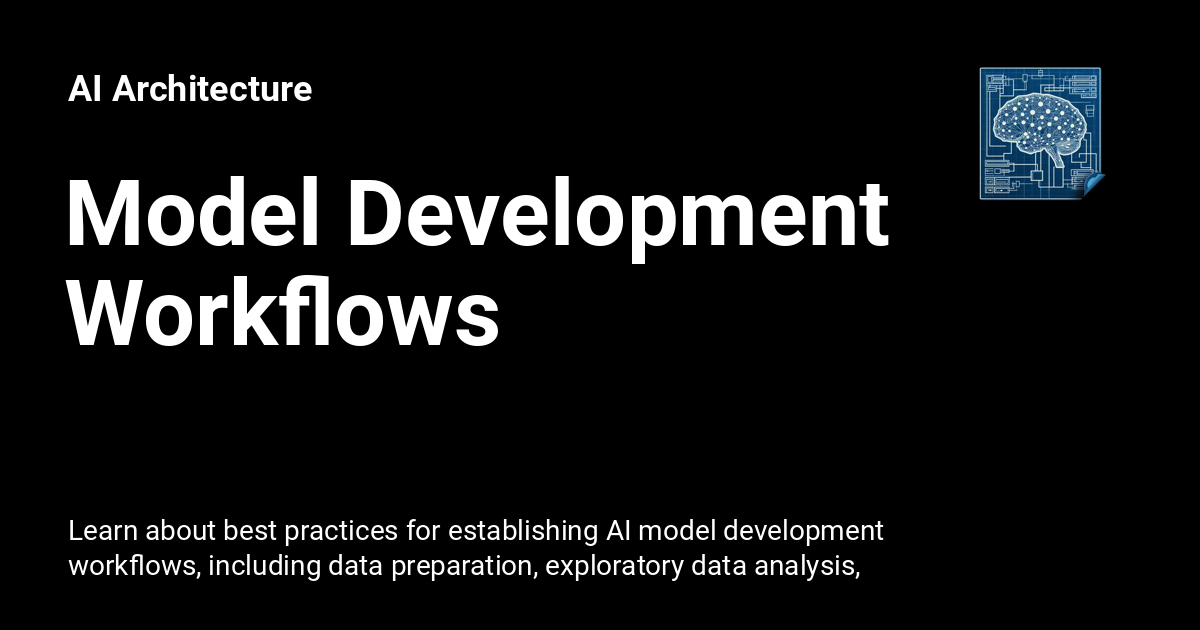 AI Architecture
Model Development
Workflows
Learn about best practices for establishing AI model development
workflows, including data preparation, exploratory data analysis,